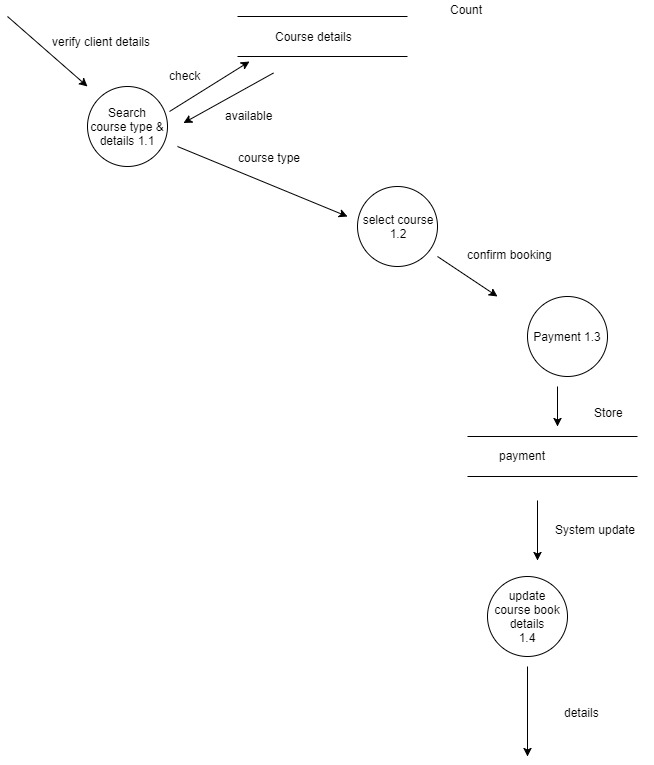 Count
Course details
verify client details
check
Search
course type &
details 1.1
available
course type
select course
1.2
confirm booking
Payment 1.3
Store
payment
System update
update
course book
details
1.4
details